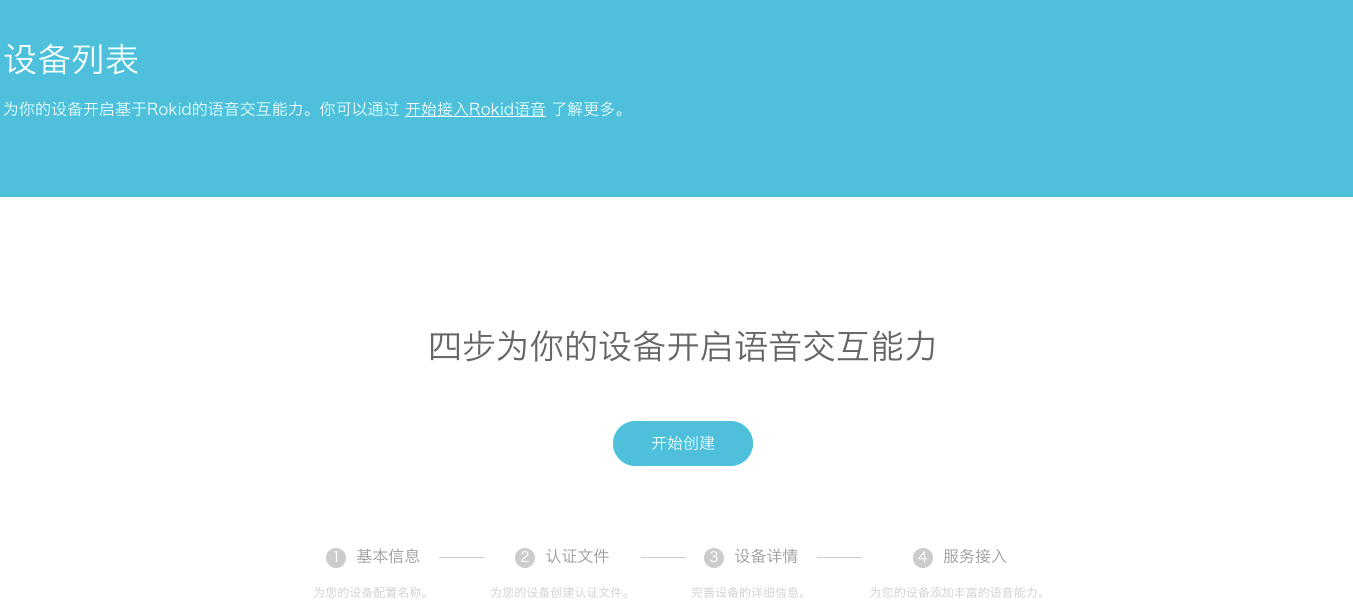 设备列表
为你的设备开启基于Rokid的语音交互能力。你可以通过 开始接入Rokid语音 了解更多。
四步为你的设备开启语音交互能力
开始创建
1 基本信息 2 认证文件 3 设备详情 4 服务接入
为您的设备配置名称。 为您的设备创建认证文件。 完善设备的详细信息。 为您的设备添加丰富的语音能力。